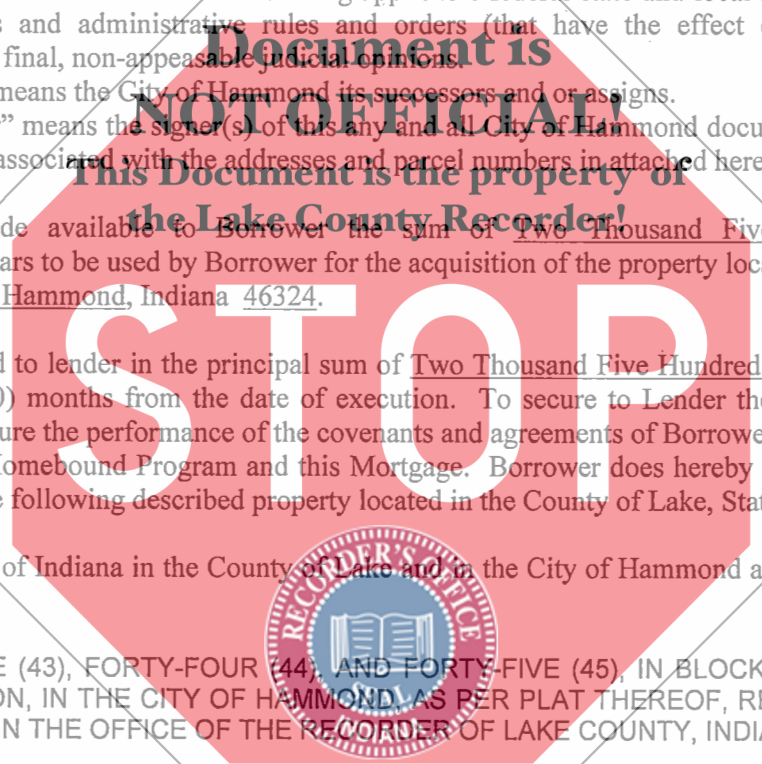 s and administrative rules and orders (that have the effect
Document is
final, non-appeasable judicial opinions.
means the City of Hammond its successors and or assigns.
NOT OFFICIAL!
” means the signer(s) of this any and all City of Hammond docu
associated with the addresses and parcel numbers in attached here
This Document is the property of
the Lake County Recorder!
de available to Borrower the sum of Two Thousand Five
ars to be used by Borrower for the acquisition of the property loc
Hammond, Indiana 46324.
STOP
d to lender in the principal sum of Two Thousand Five Hundred
0) months from the date of execution. To secure to Lender the
ure the performance of the covenants and agreements of Borrowe
Homebound Program and this Mortgage. Borrower does hereby
e following described property located in the County of Lake, Stat
of Indiana in the County of Lake and in the City of Hammond a
RECORDER'S OFFICE
E (43), FORTY-FOUR (44), AND FORTY-FIVE (45), IN BLOCK
ON, IN THE CITY OF HAMMOND, AS PER PLAT THEREOF, RE
IN THE OFFICE OF THE RECORDER OF LAKE COUNTY, INDIA
INDIANA